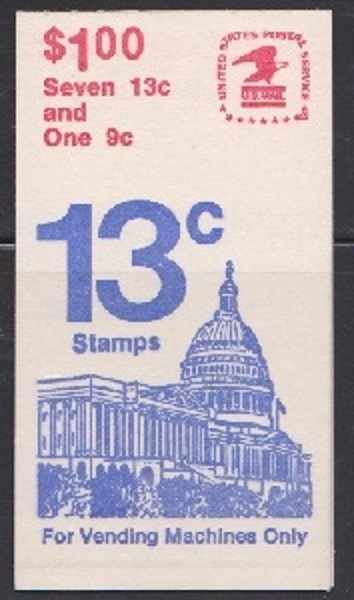 $1.00
Seven 13c
and
One 9c
UNITED STATES POSTAL SERVICE
U.S. MAIL
13c
Stamps
For Vending Machines Only